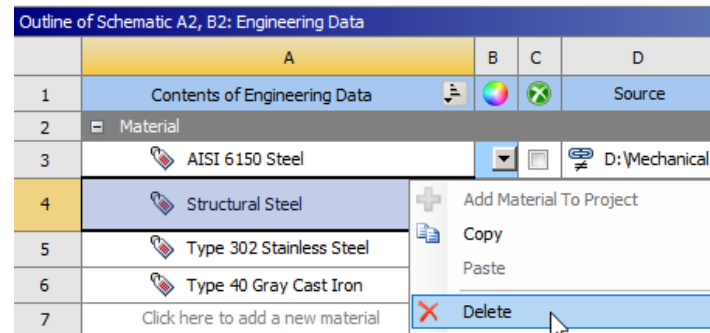 Outline of Schematic A2, B2: Engineering Data
A B C D
1 Contents of Engineering Data Source
2 Material
3 AISI 6150 Steel D:\Mechanical
4 Structural Steel Add Material To Project
Copy
5 Type 302 Stainless Steel
Paste
6 Type 40 Gray Cast Iron
7 Click here to add a new material Delete